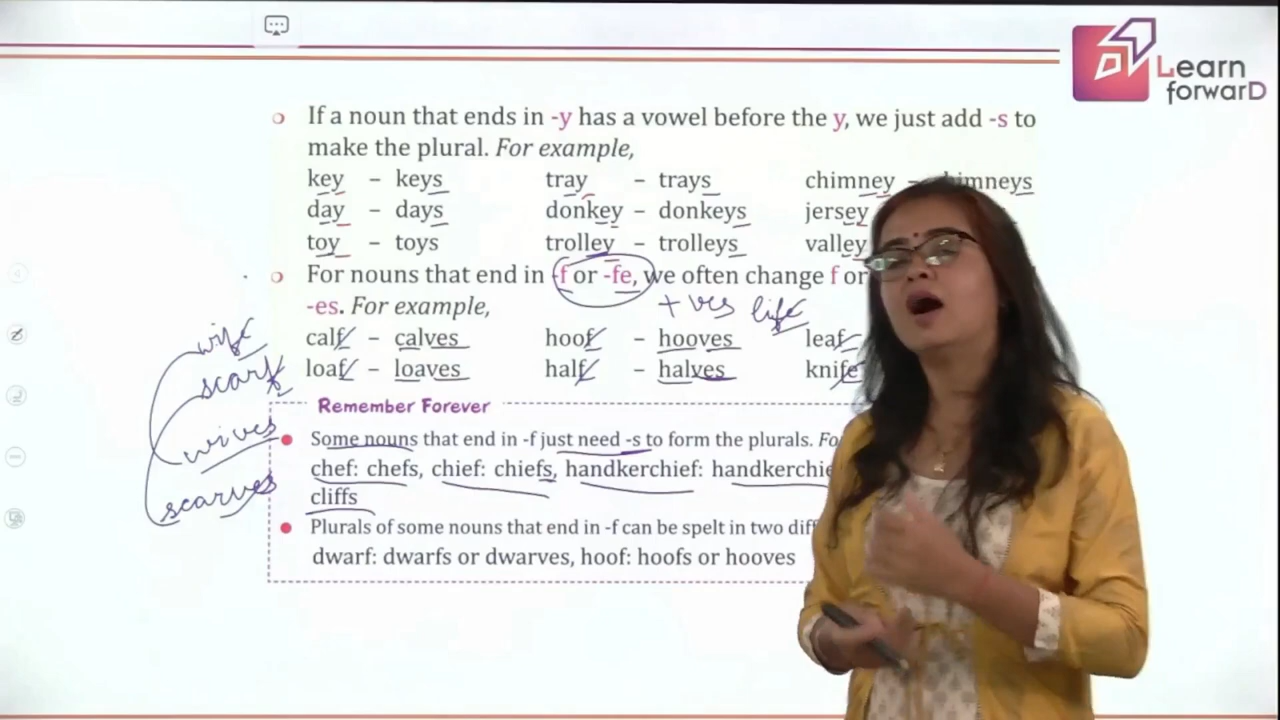 Learn
forwarD
If a noun that ends in -y has a vowel before the y, we just add -s to
make the plural. For example,
key – keys tray – trays chimney – chimneys
day – days donkey – donkeys jersey
toy – toys trolley – trolleys valley
For nouns that end in -f or -fe, we often change f or
+ ves life
-es. For example,
calf – calves hoof – hooves leaf
loaf – loaves half – halves knife
wife
scarf
wives
scarves
Remember Forever
Some nouns that end in -f just need -s to form the plurals.
chef: chefs, chief: chiefs, handkerchief:
cliffs
Plurals of some nouns that end in -f can be spelt in two
dwarf: dwarfs or dwarves, hoof: hoofs or hooves